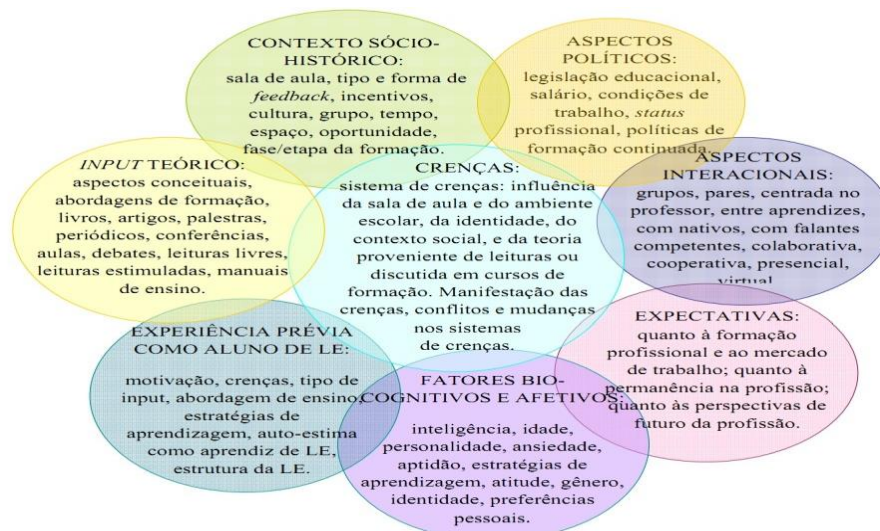 CONTEXTO SÓCIO-
HISTÓRICO:
sala de aula, tipo e forma de
feedback, incentivos,
cultura, grupo, tempo,
espaço, oportunidade,
fase/etapa da formação.
ASPECTOS
POLÍTICOS:
legislação educacional,
salário, condições de
trabalho, status
profissional, políticas de
formação continuada.
INPUT TEÓRICO:
aspectos conceituais,
abordagens de formação,
livros, artigos, palestras,
periódicos, conferências,
aulas, debates, leituras livres,
leituras estimuladas, manuais
de ensino.
CRENÇAS:
sistema de crenças: influência
da sala de aula e do ambiente
escolar, da identidade, do
contexto social, e da teoria
proveniente de leituras ou
discutida em cursos de
formação. Manifestação das
crenças, conflitos e mudanças
nos sistemas
de crenças.
ASPECTOS
INTERACIONAIS:
grupos, pares, centrada no
professor, entre aprendizes,
com nativos, com falantes
competentes, colaborativa,
cooperativa, presencial,
virtual
EXPERIÊNCIA PRÉVIA
COMO ALUNO DE LE:
motivação, crenças, tipo de
input, abordagem de ensino,
estratégias de
aprendizagem, auto-estima
como aprendiz de LE,
estrutura da LE.
FATORES BIO-
COGNITIVOS E AFETIVOS:
inteligência, idade,
personalidade, ansiedade,
aptidão, estratégias de
aprendizagem, atitude, gênero,
identidade, preferências
pessoais.
EXPECTATIVAS:
quanto à formação
profissional e ao mercado
de trabalho; quanto à
permanência na profissão;
quanto às perspectivas de
futuro da profissão.